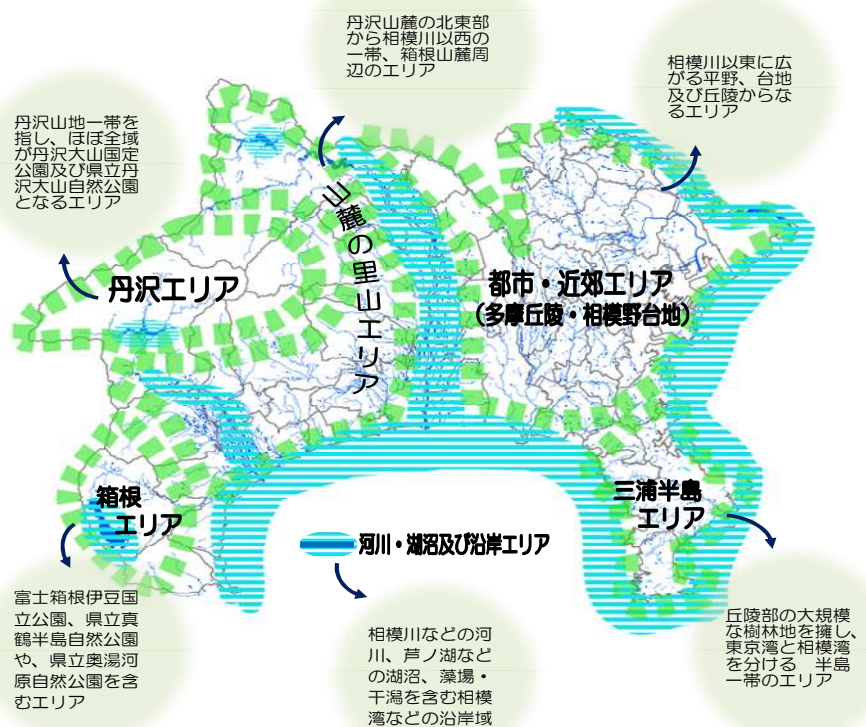 丹沢山麓の北東部
から相模川以西の
一帯、箱根山麓周
辺のエリア
相模川以東に広
がる平野、台地
及び丘陵からな
るエリア
丹沢山地一帯を
指し、ほぼ全域
が丹沢大山国定
公園及び県立丹
沢大山自然公園
となるエリア
山麓の里山エリア
丹沢エリア
都市・近郊エリア
（多摩丘陵・相模野台地）
箱根
エリア
三浦半島
エリア
河川・湖沼及び沿岸エリア
富士箱根伊豆国
立公園、県立真
鶴半島自然公園
や、県立奥湯河
原自然公園を含
むエリア
相模川などの河
川、芦ノ湖など
の湖沼、藻場・
干潟を含む相模
湾などの沿岸域
丘陵部の大規模
な樹林地を擁し、
東京湾と相模湾
を分ける　半島
一帯のエリア